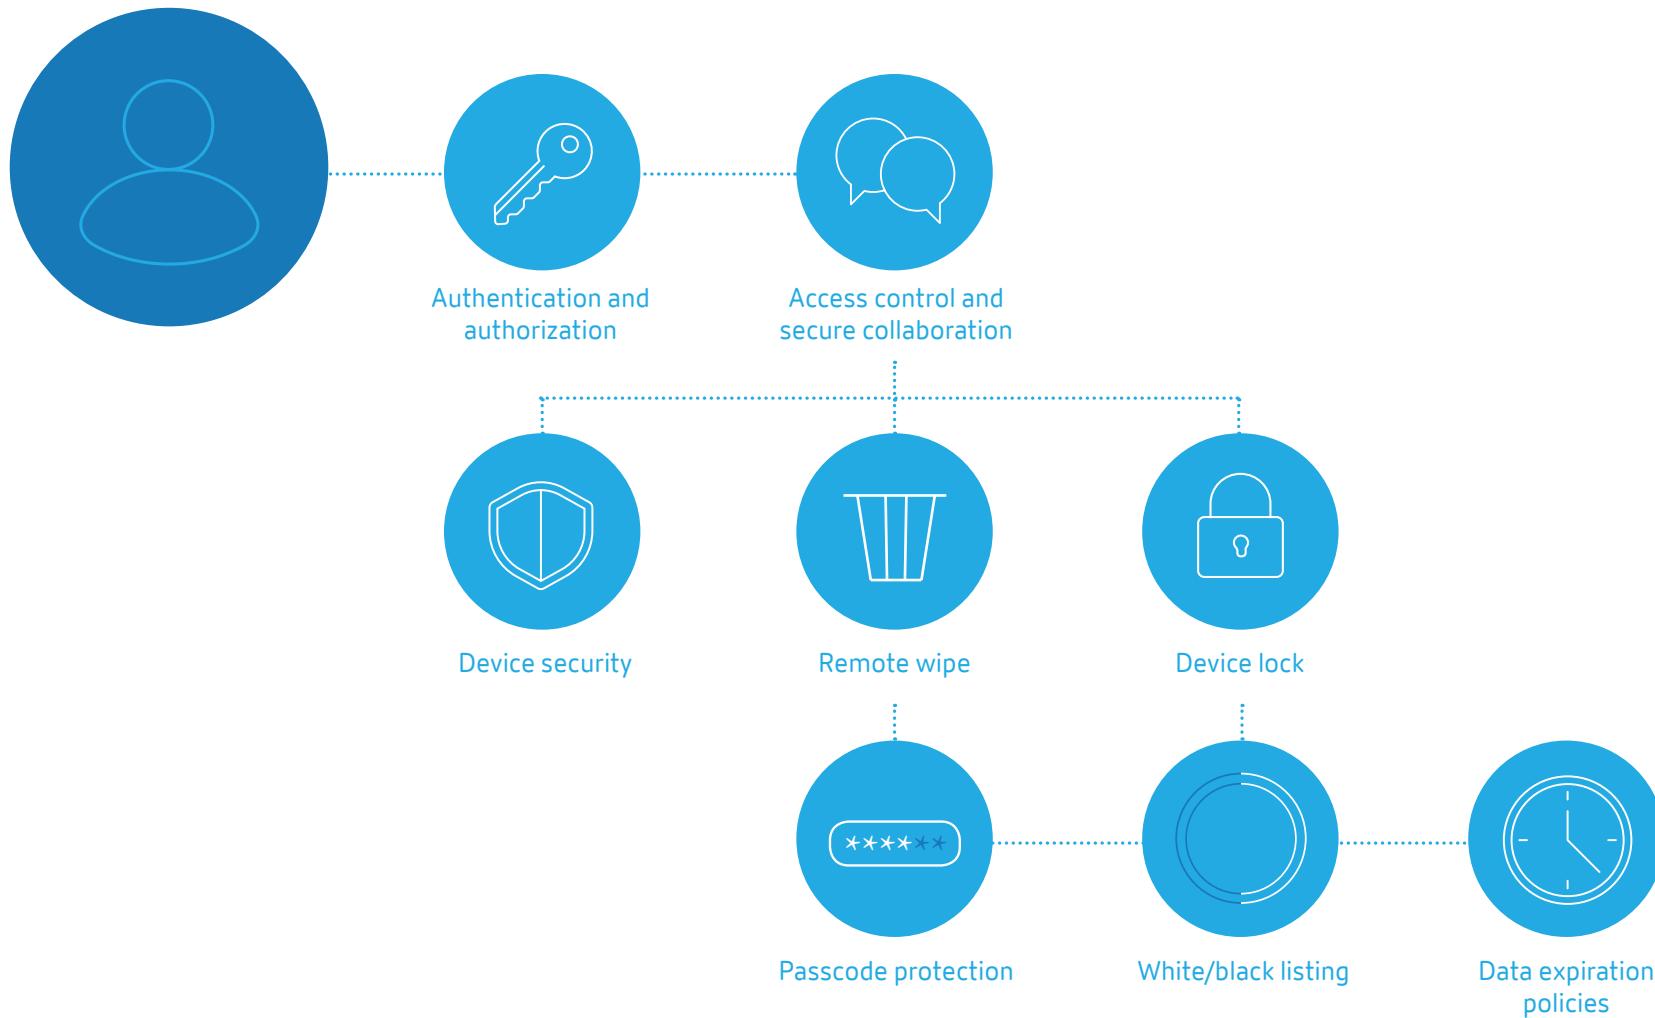 Authentication and
authorization
Access control and
secure collaboration
Device security
Remote wipe
Device lock
******
Passcode protection
White/black listing
Data expiration
policies